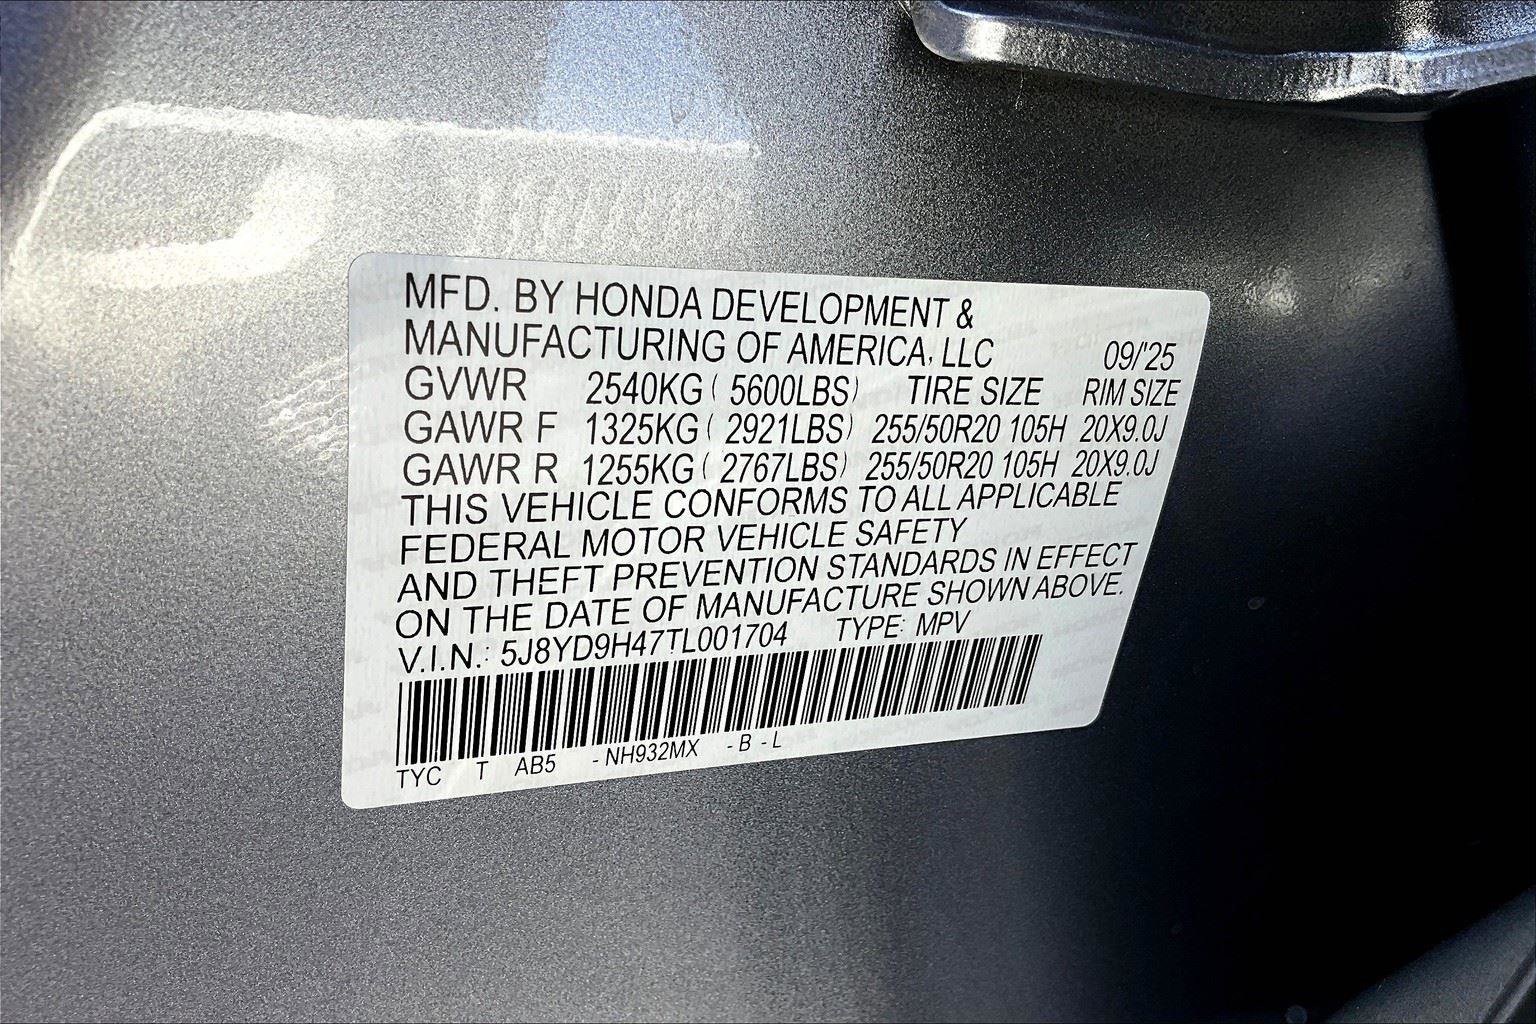 MFD. BY HONDA DEVELOPMENT &
MANUFACTURING OF AMERICA, LLC 09/'25
GVWR 2540KG ( 5600LBS) TIRE SIZE RIM SIZE
GAWR F 1325KG ( 2921LBS) 255/50R20 105H 20X9.0J
GAWR R 1255KG ( 2767LBS) 255/50R20 105H 20X9.0J
THIS VEHICLE CONFORMS TO ALL APPLICABLE
FEDERAL MOTOR VEHICLE SAFETY
AND THEFT PREVENTION STANDARDS IN EFFECT
ON THE DATE OF MANUFACTURE SHOWN ABOVE.
V.I.N.: 5J8YD9H47TL001704 TYPE: MPV
TYC T AB5 - NH932MX - B - L